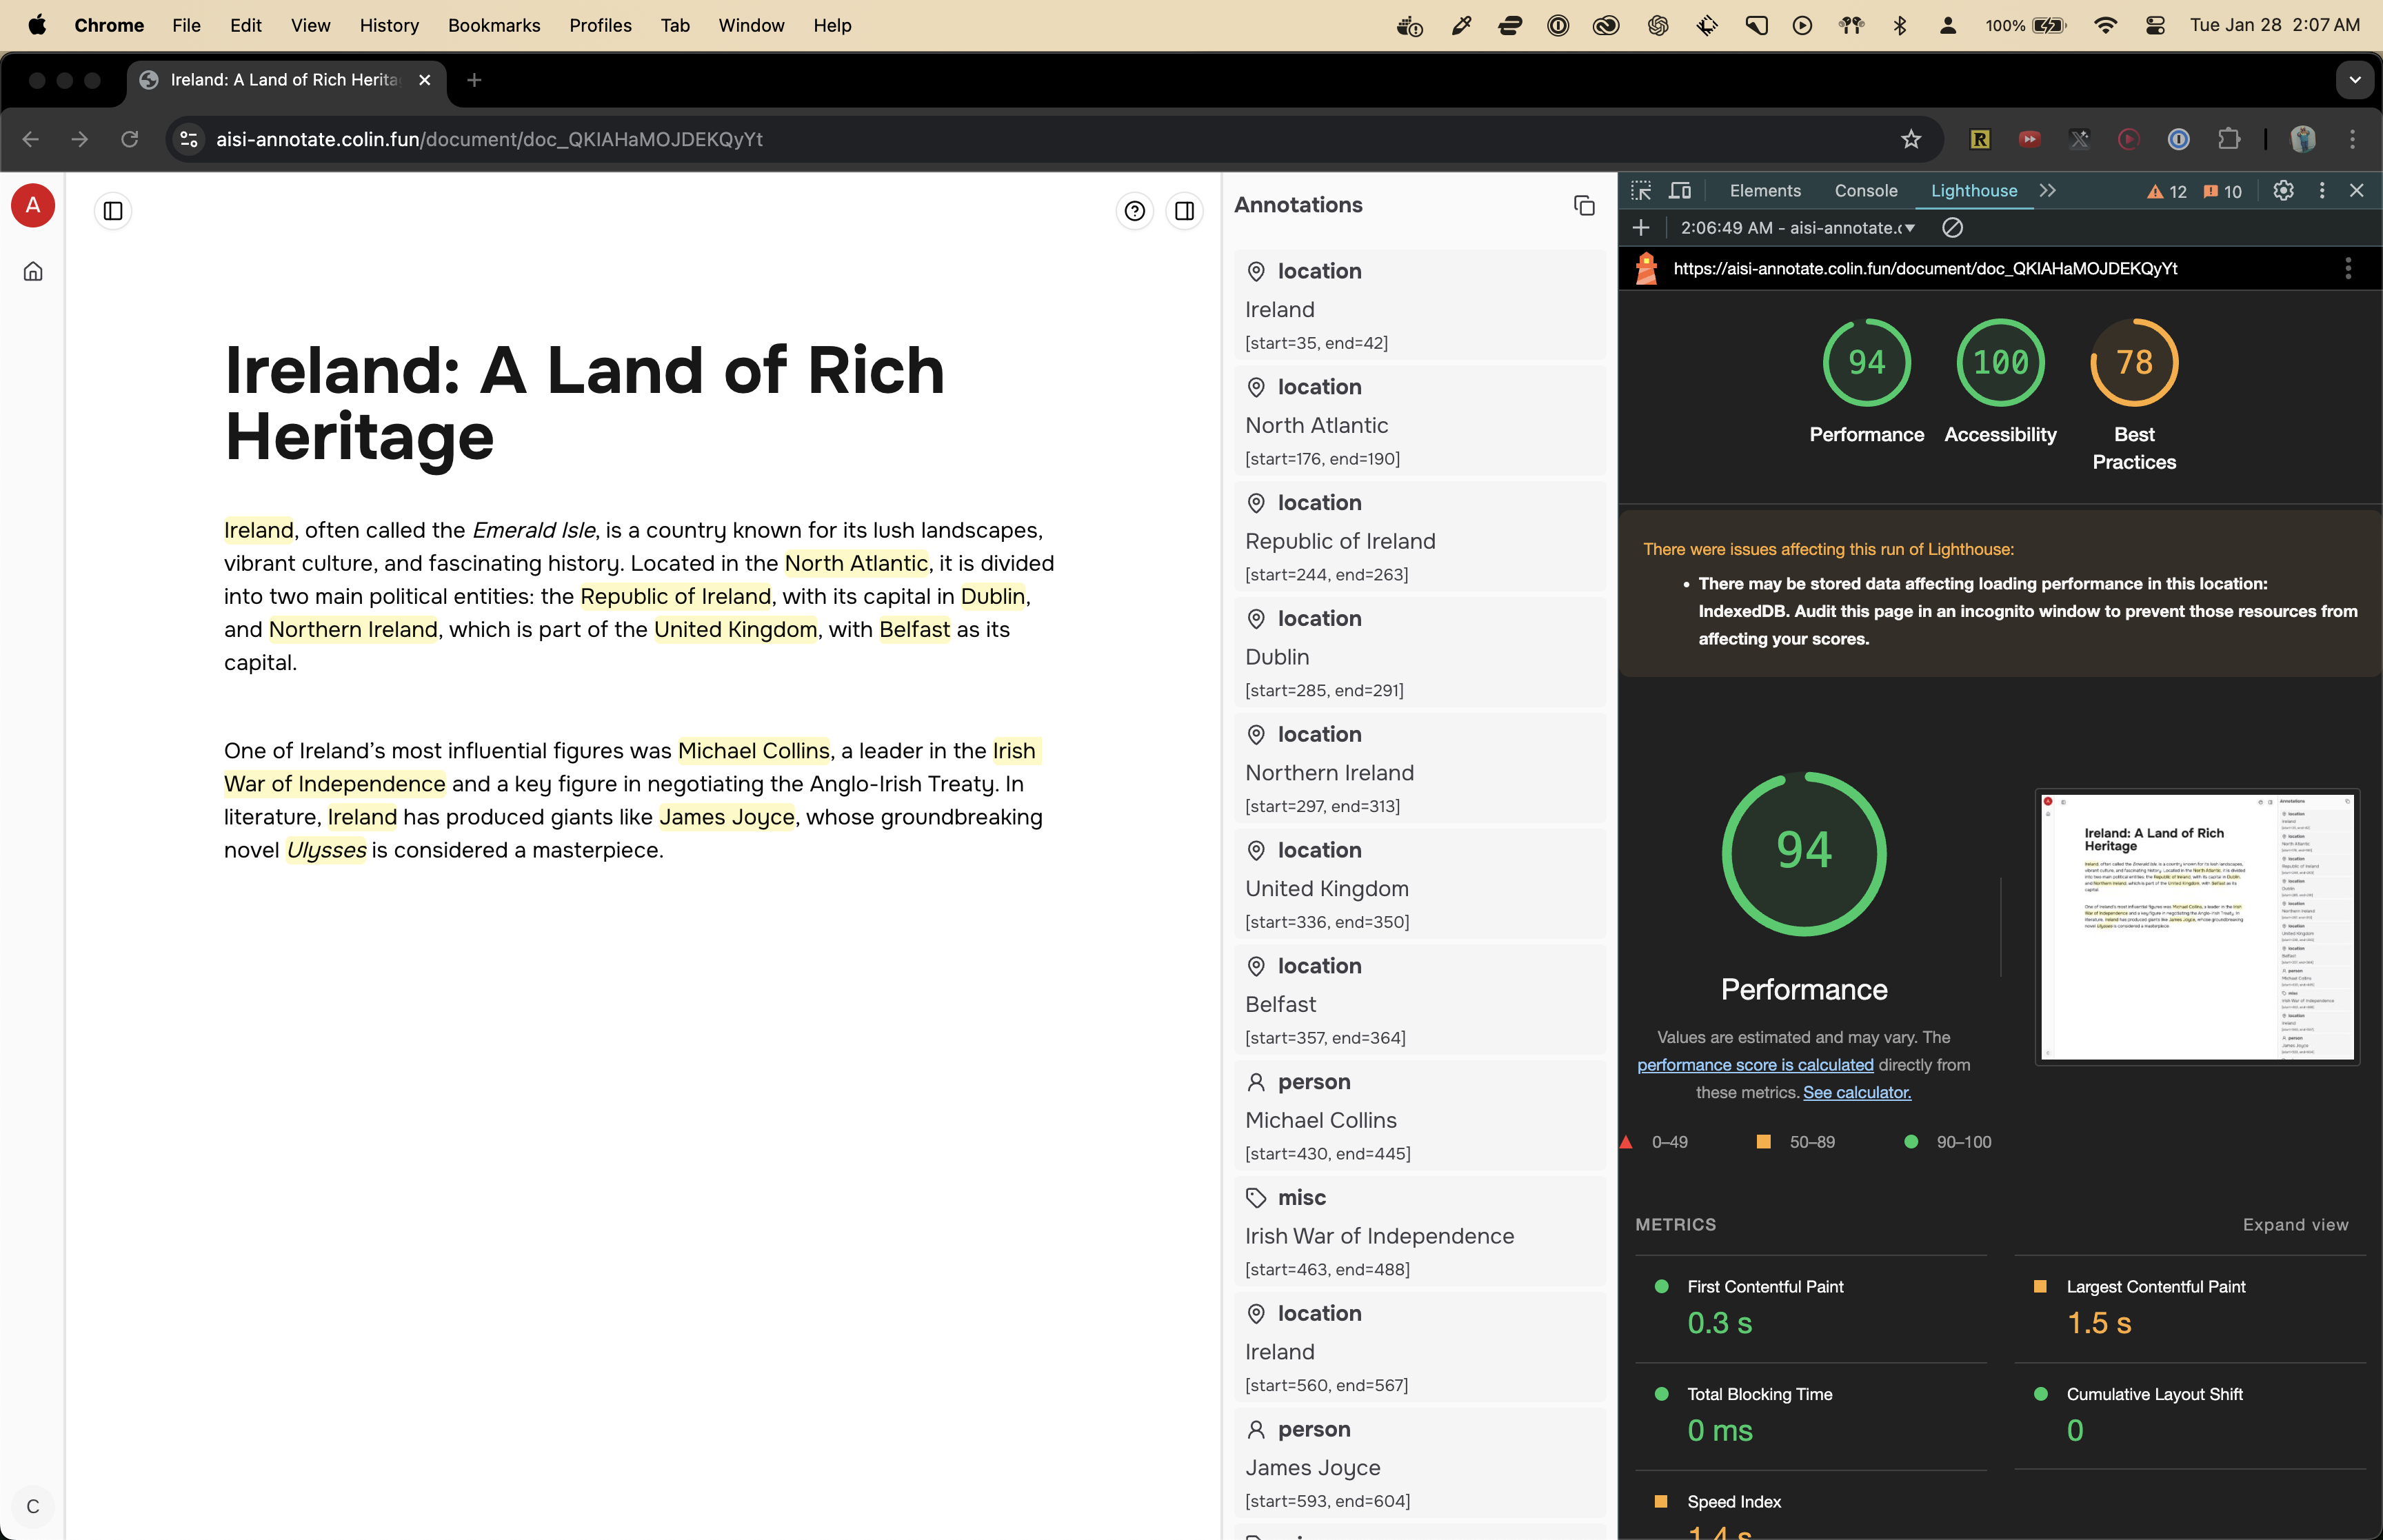 Chrome File Edit View History Bookmarks Profiles Tab Window Help 100% Tue Jan 28 2:07 AM
Ireland: A Land of Rich Herita
aisi-annotate.colin.fun/document/doc_QKIAHaMOJDEKQyYt
A
Ireland: A Land of Rich
Heritage
Ireland, often called the Emerald Isle, is a country known for its lush landscapes,
vibrant culture, and fascinating history. Located in the North Atlantic, it is divided
into two main political entities: the Republic of Ireland, with its capital in Dublin,
and Northern Ireland, which is part of the United Kingdom, with Belfast as its
capital.
One of Ireland’s most influential figures was Michael Collins, a leader in the Irish
War of Independence and a key figure in negotiating the Anglo-Irish Treaty. In
literature, Ireland has produced giants like James Joyce, whose groundbreaking
novel Ulysses is considered a masterpiece.
C
Annotations
location
Ireland
[start=35, end=42]
location
North Atlantic
[start=176, end=190]
location
Republic of Ireland
[start=244, end=263]
location
Dublin
[start=285, end=291]
location
Northern Ireland
[start=297, end=313]
location
United Kingdom
[start=336, end=350]
location
Belfast
[start=357, end=364]
person
Michael Collins
[start=430, end=445]
misc
Irish War of Independence
[start=463, end=488]
location
Ireland
[start=560, end=567]
person
James Joyce
[start=593, end=604]
Elements Console Lighthouse 12 10
2:06:49 AM - aisi-annotate.c
https://aisi-annotate.colin.fun/document/doc_QKIAHaMOJDEKQyYt
94 100 78
Performance Accessibility Best
Practices
There were issues affecting this run of Lighthouse:
• There may be stored data affecting loading performance in this location:
IndexedDB. Audit this page in an incognito window to prevent those resources from
affecting your scores.
94
Performance
Values are estimated and may vary. The
performance score is calculated directly from
these metrics. See calculator.
0–49 50–89 90–100
Ireland: A Land of Rich
Heritage
METRICS Expand view
First Contentful Paint
0.3 s
Largest Contentful Paint
1.5 s
Total Blocking Time
0 ms
Cumulative Layout Shift
0
Speed Index
1.4 s